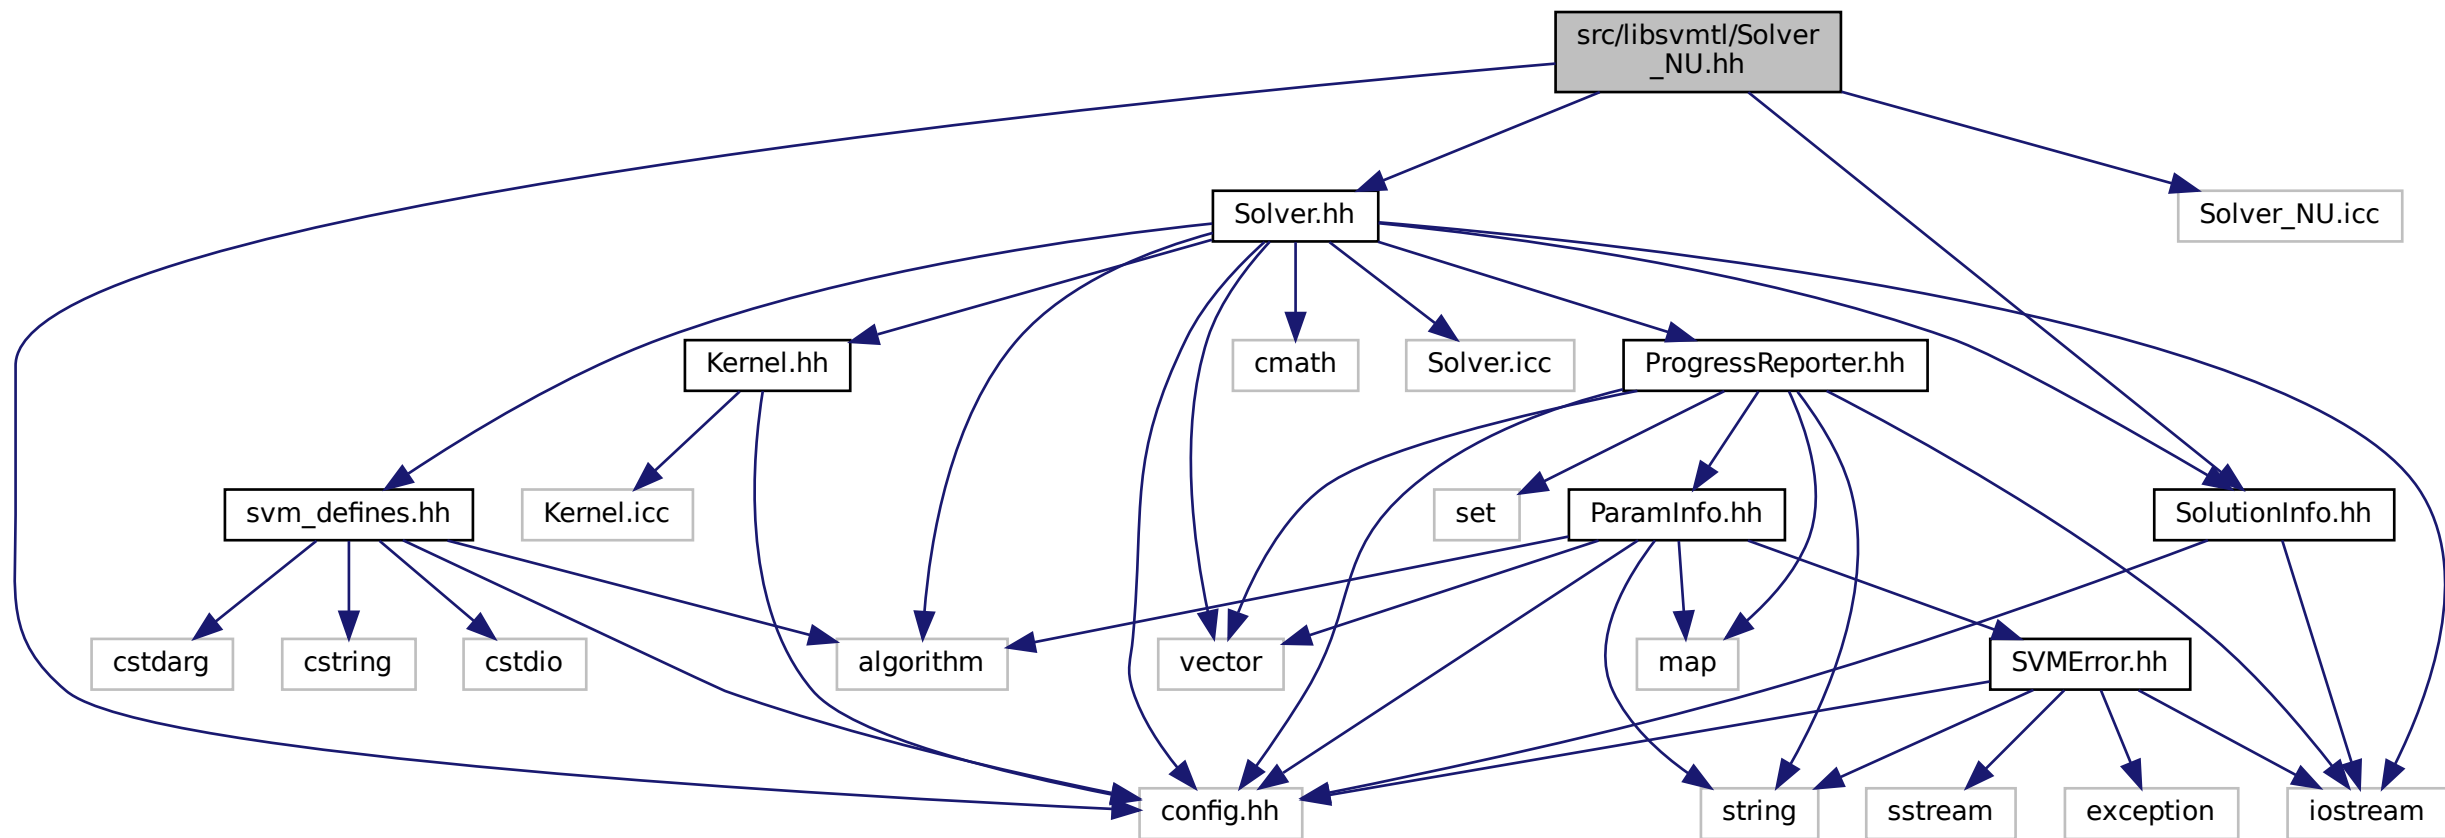 src/libsvmtl/Solver
_NU.hh
Solver.hh
Solver_NU.icc
Kernel.hh
cmath
Solver.icc
ProgressReporter.hh
svm_defines.hh
Kernel.icc
set
ParamInfo.hh
SolutionInfo.hh
cstdarg
cstring
cstdio
algorithm
vector
map
SVMError.hh
config.hh
string
sstream
exception
iostream